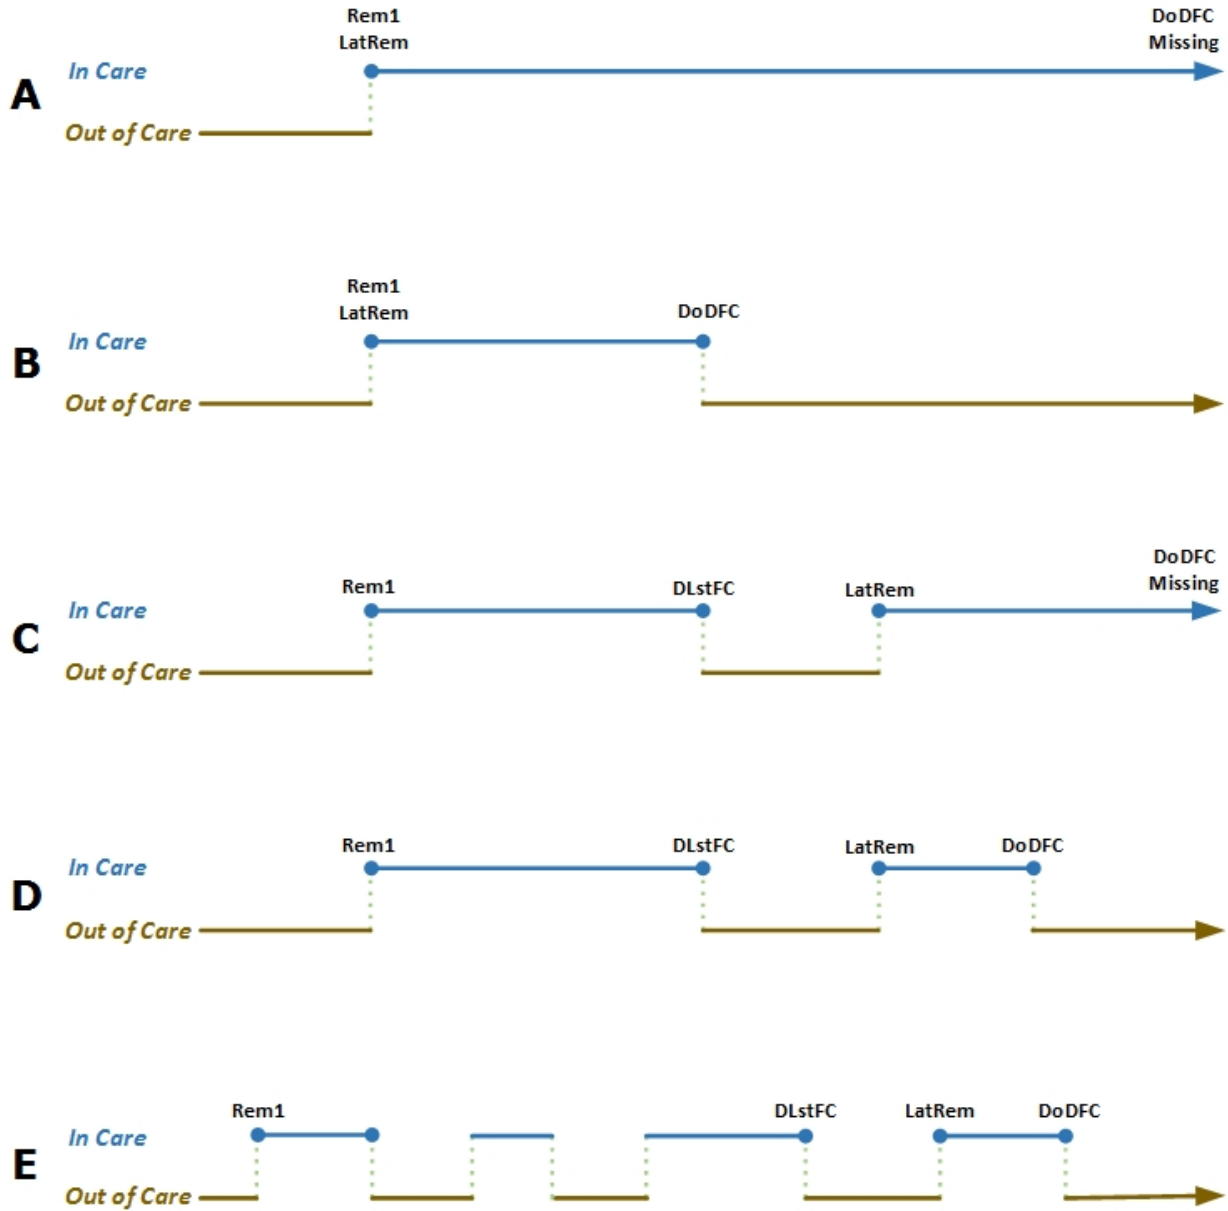 Rem1
LatRem
DoDFC
Missing
In Care
A
Out of Care
Rem1
LatRem
DoDFC
In Care
B
Out of Care
DoDFC
Missing
Rem1
DLstFC
LatRem
In Care
C
Out of Care
Rem1
DLstFC
LatRem
DoDFC
In Care
D
Out of Care
Rem1
DLstFC
LatRem
DoDFC
In Care
E
Out of Care